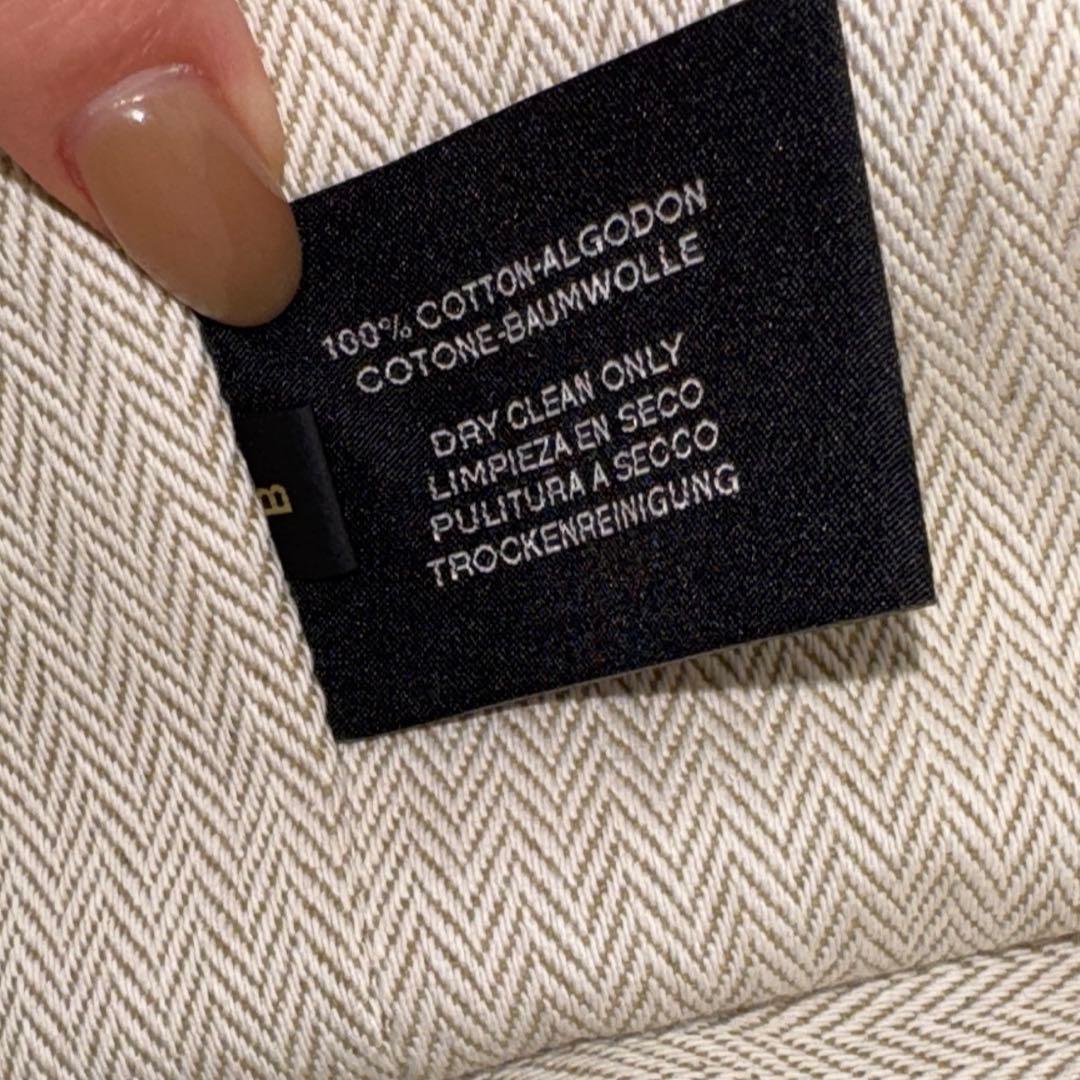 100% COTTON-ALGODON
COTONE-BAUMWOLLE
DRY CLEAN ONLY
LIMPIEZA EN SECO
PULITURA A SECCO
TROCKENREINIGUNG
B